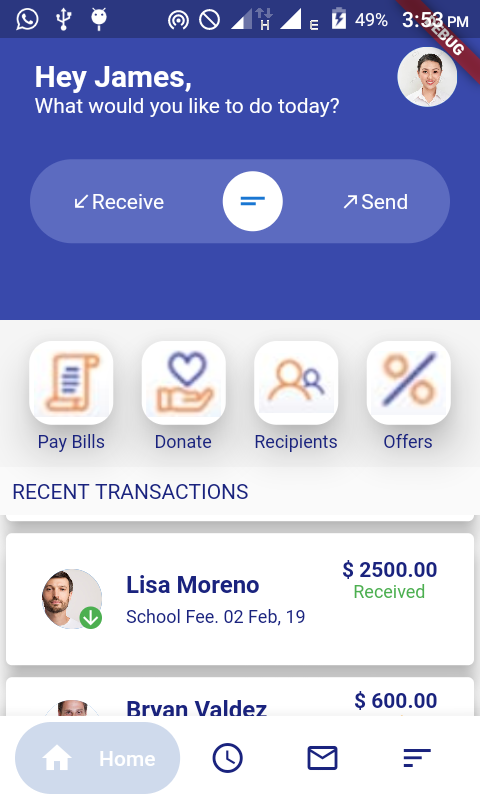 H
E
49%
3:53 PM
DEBUG
Hey James,
What would you like to do today?
Receive
Send
Pay Bills
Donate
Recipients
Offers
RECENT TRANSACTIONS
$ 2500.00
Lisa Moreno
Received
School Fee. 02 Feb, 19
$ 600.00
Bryan Valdez
Home